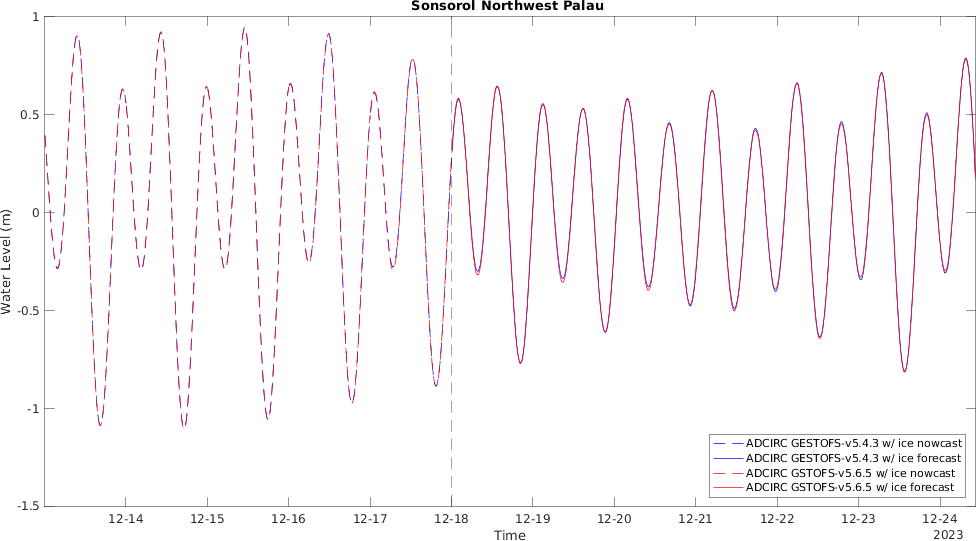 Sonsorol Northwest Palau
1
0.5
0
-0.5
-1
-1.5
Water Level (m)
ADCIRC GESTOFS-v5.4.3 w/ ice nowcast
ADCIRC GESTOFS-v5.4.3 w/ ice forecast
ADCIRC GSTOFS-v5.6.5 w/ ice nowcast
ADCIRC GSTOFS-v5.6.5 w/ ice forecast
12-14 12-15 12-16 12-17 12-18 12-19 12-20 12-21 12-22 12-23 12-24
Time
2023